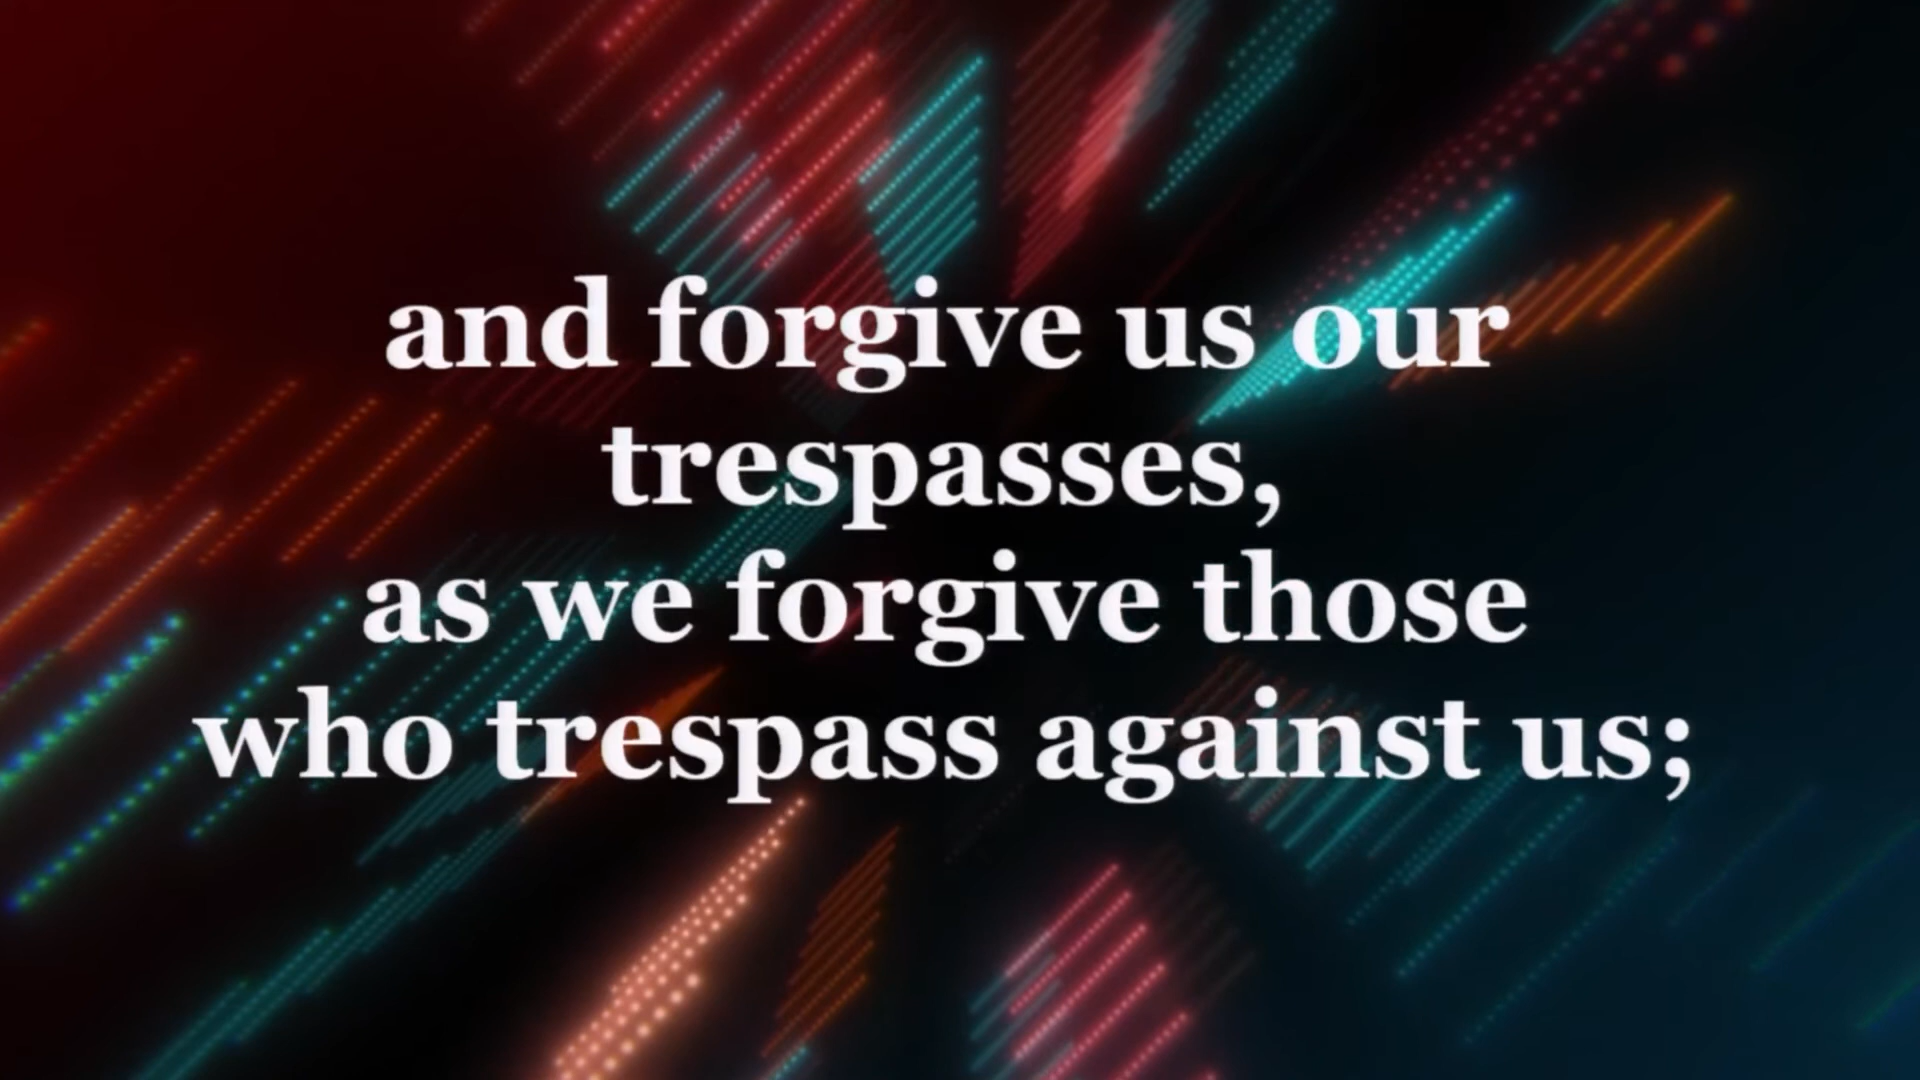 and forgive us our
trespasses,
as we forgive those
who trespass against us;